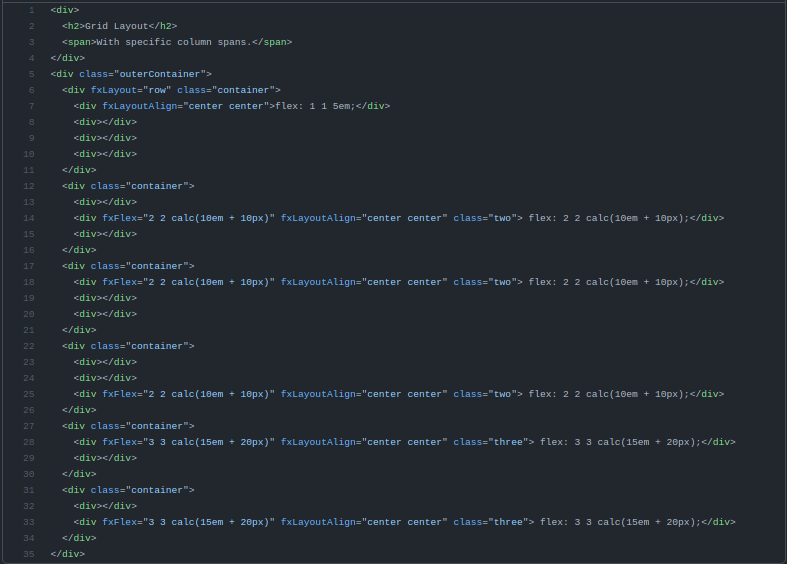 1 <div>
2 <h2>Grid Layout</h2>
3 <span>With specific column spans.</span>
4 </div>
5 <div class="outerContainer">
6 <div fxLayout="row" class="container">
7 <div fxLayoutAlign="center center">flex: 1 1 5em;</div>
8 <div></div>
9 <div></div>
10 <div></div>
11 </div>
12 <div class="container">
13 <div></div>
14 <div fxFlex="2 2 calc(10em + 10px)" fxLayoutAlign="center center" class="two"> flex: 2 2 calc(10em + 10px);</div>
15 <div></div>
16 </div>
17 <div class="container">
18 <div fxFlex="2 2 calc(10em + 10px)" fxLayoutAlign="center center" class="two"> flex: 2 2 calc(10em + 10px);</div>
19 <div></div>
20 <div></div>
21 </div>
22 <div class="container">
23 <div></div>
24 <div></div>
25 <div fxFlex="2 2 calc(10em + 10px)" fxLayoutAlign="center center" class="two"> flex: 2 2 calc(10em + 10px);</div>
26 </div>
27 <div class="container">
28 <div fxFlex="3 3 calc(15em + 20px)" fxLayoutAlign="center center" class="three"> flex: 3 3 calc(15em + 20px);</div>
29 <div></div>
30 </div>
31 <div class="container">
32 <div></div>
33 <div fxFlex="3 3 calc(15em + 20px)" fxLayoutAlign="center center" class="three"> flex: 3 3 calc(15em + 20px);</div>
34 </div>
35 </div>